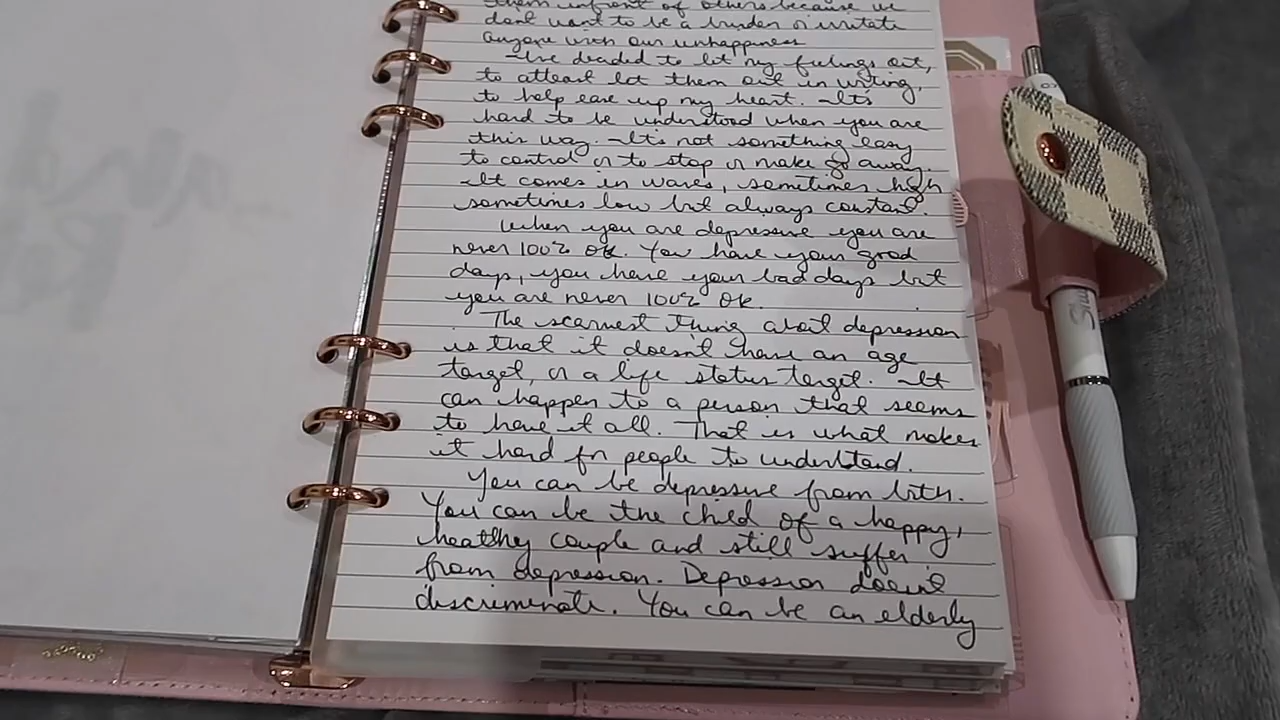 them infront of others because we
dont want to be a burden or irritate
anyone with our unhappiness
I've decided to let my feelings out,
to atleast let them out in writing,
to help ease up my heart. It's
hard to be understood when you are
this way. It's not something easy
to control or to stop or make go away.
It comes in waves, sometimes high
sometimes low but always constant.
When you are depressive you are
never 100% ok. You have your good
days, you have your bad days but
you are never 100% ok.
The scariest thing about depression
is that it doesn't have an age
target, or a life status target. It
can happen to a person that seems
to have it all. That is what makes
it hard for people to understand.
You can be depressive from birth.
You can be the child of a happy,
healthy couple and still suffer
from depression. Depression doesn't
discriminate. You can be an elderly